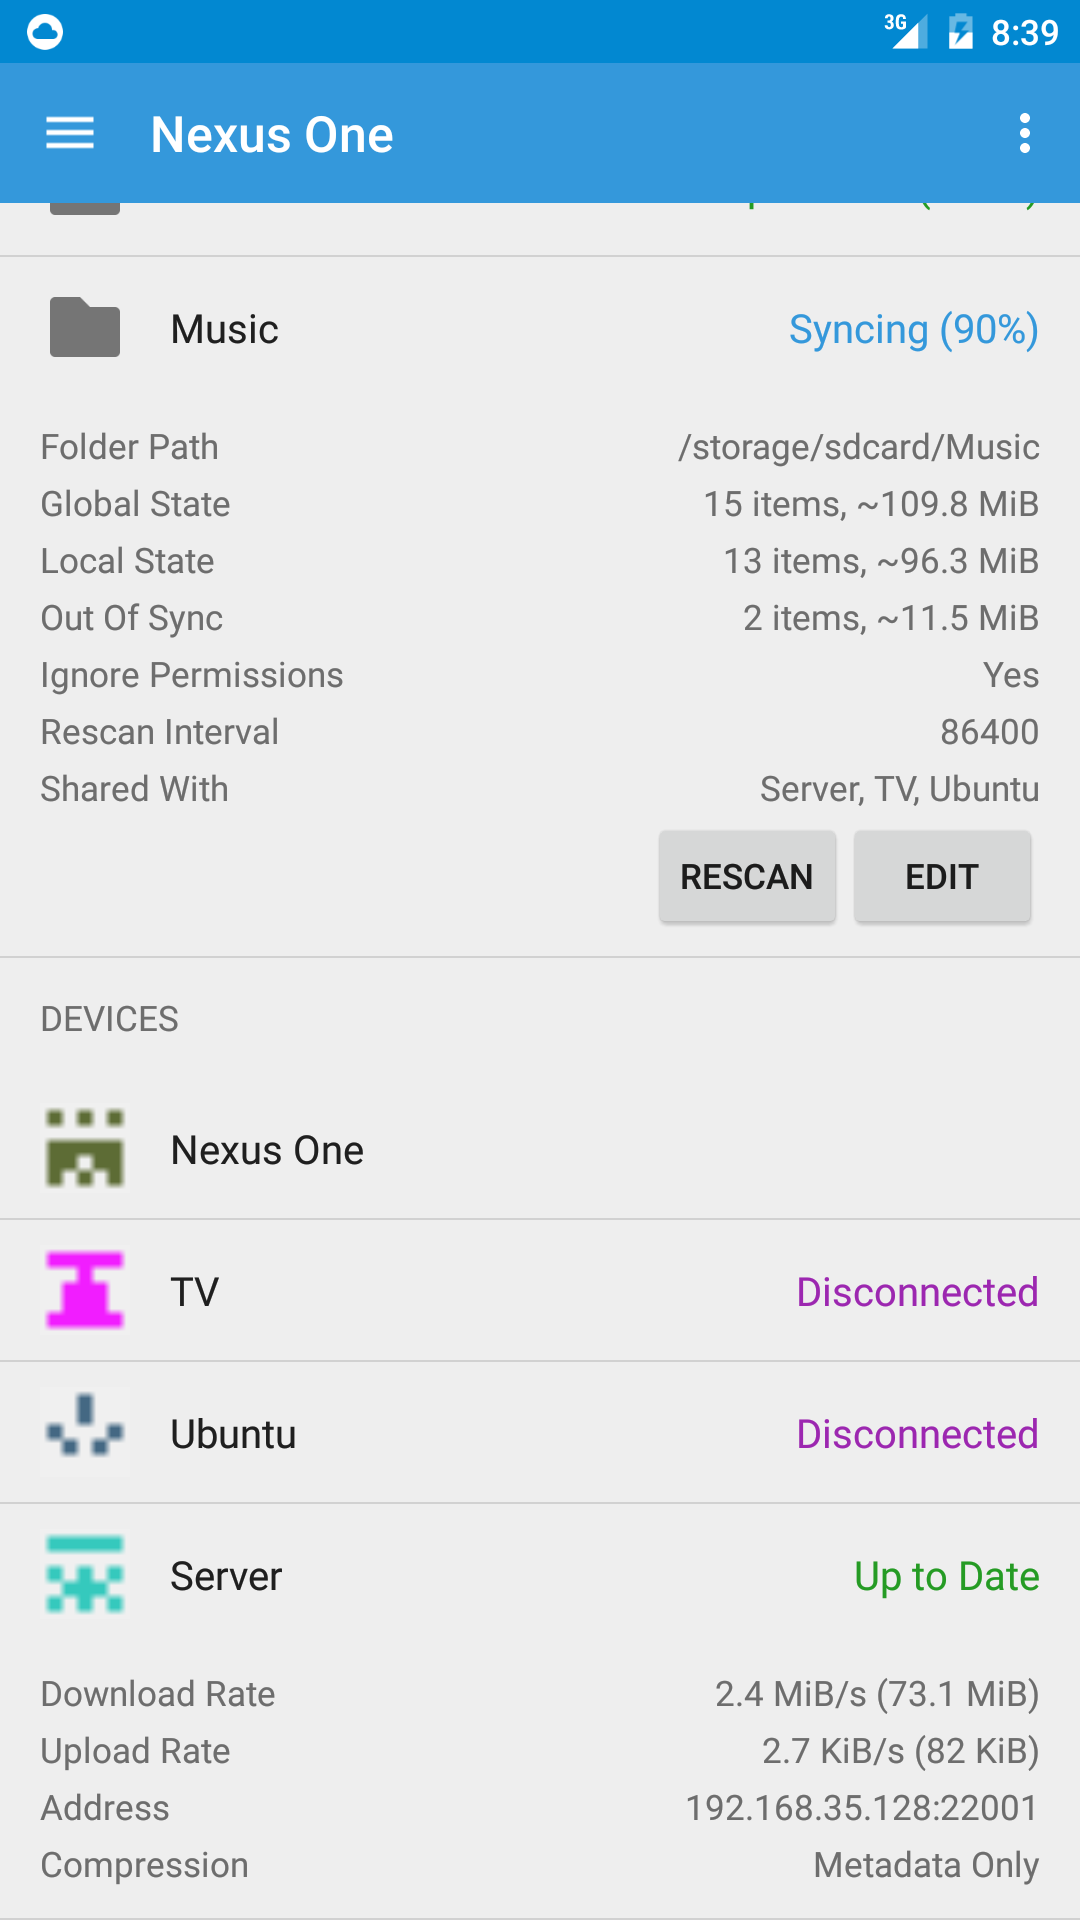 3G 8:39
Nexus One
Music Syncing (90%)
Folder Path /storage/sdcard/Music
Global State 15 items, ~109.8 MiB
Local State 13 items, ~96.3 MiB
Out Of Sync 2 items, ~11.5 MiB
Ignore Permissions Yes
Rescan Interval 86400
Shared With Server, TV, Ubuntu
RESCAN EDIT
DEVICES
Nexus One
TV Disconnected
Ubuntu Disconnected
Server Up to Date
Download Rate 2.4 MiB/s (73.1 MiB)
Upload Rate 2.7 KiB/s (82 KiB)
Address 192.168.35.128:22001
Compression Metadata Only